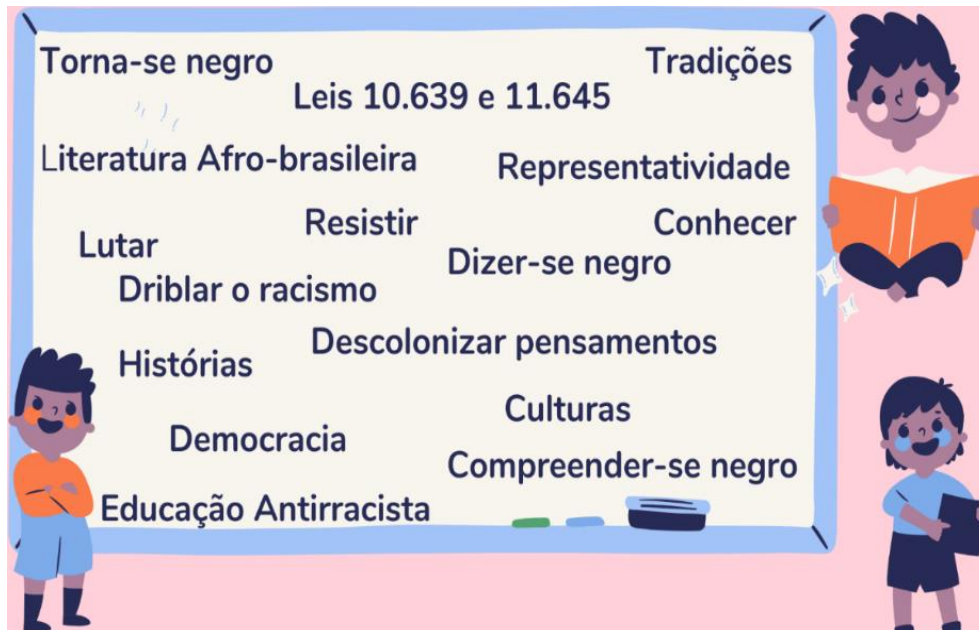 Torna-se negro
Tradições
Leis 10.639 e 11.645
Literatura Afro-brasileira
Representatividade
Resistir
Conhecer
Lutar
Dizer-se negro
Driblar o racismo
Descolonizar pensamentos
Histórias
Culturas
Democracia
Compreender-se negro
Educação Antirracista